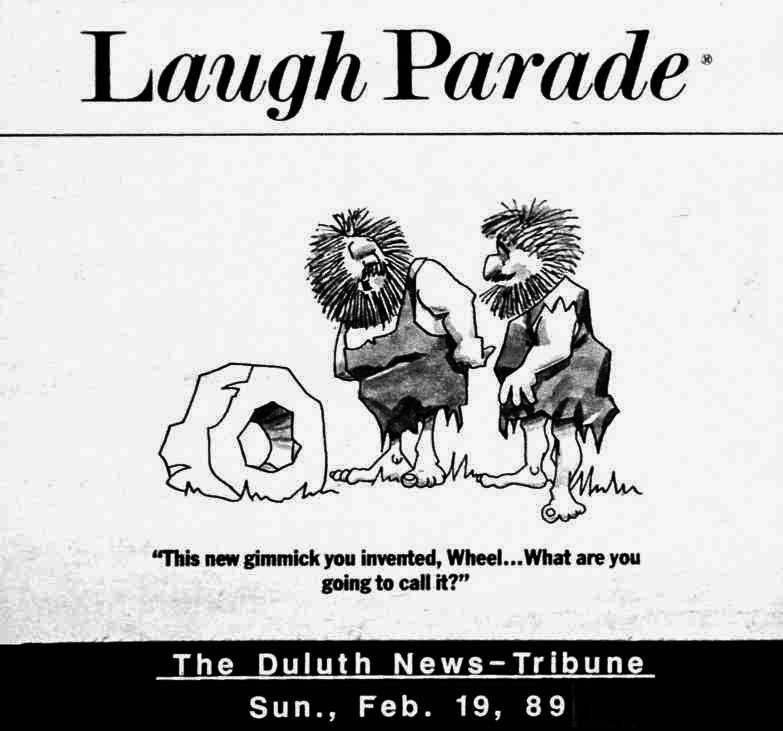 Laugh Parade®
“This new gimmick you invented, Wheel...What are you
going to call it?”
The Duluth News-Tribune
Sun., Feb. 19, 89